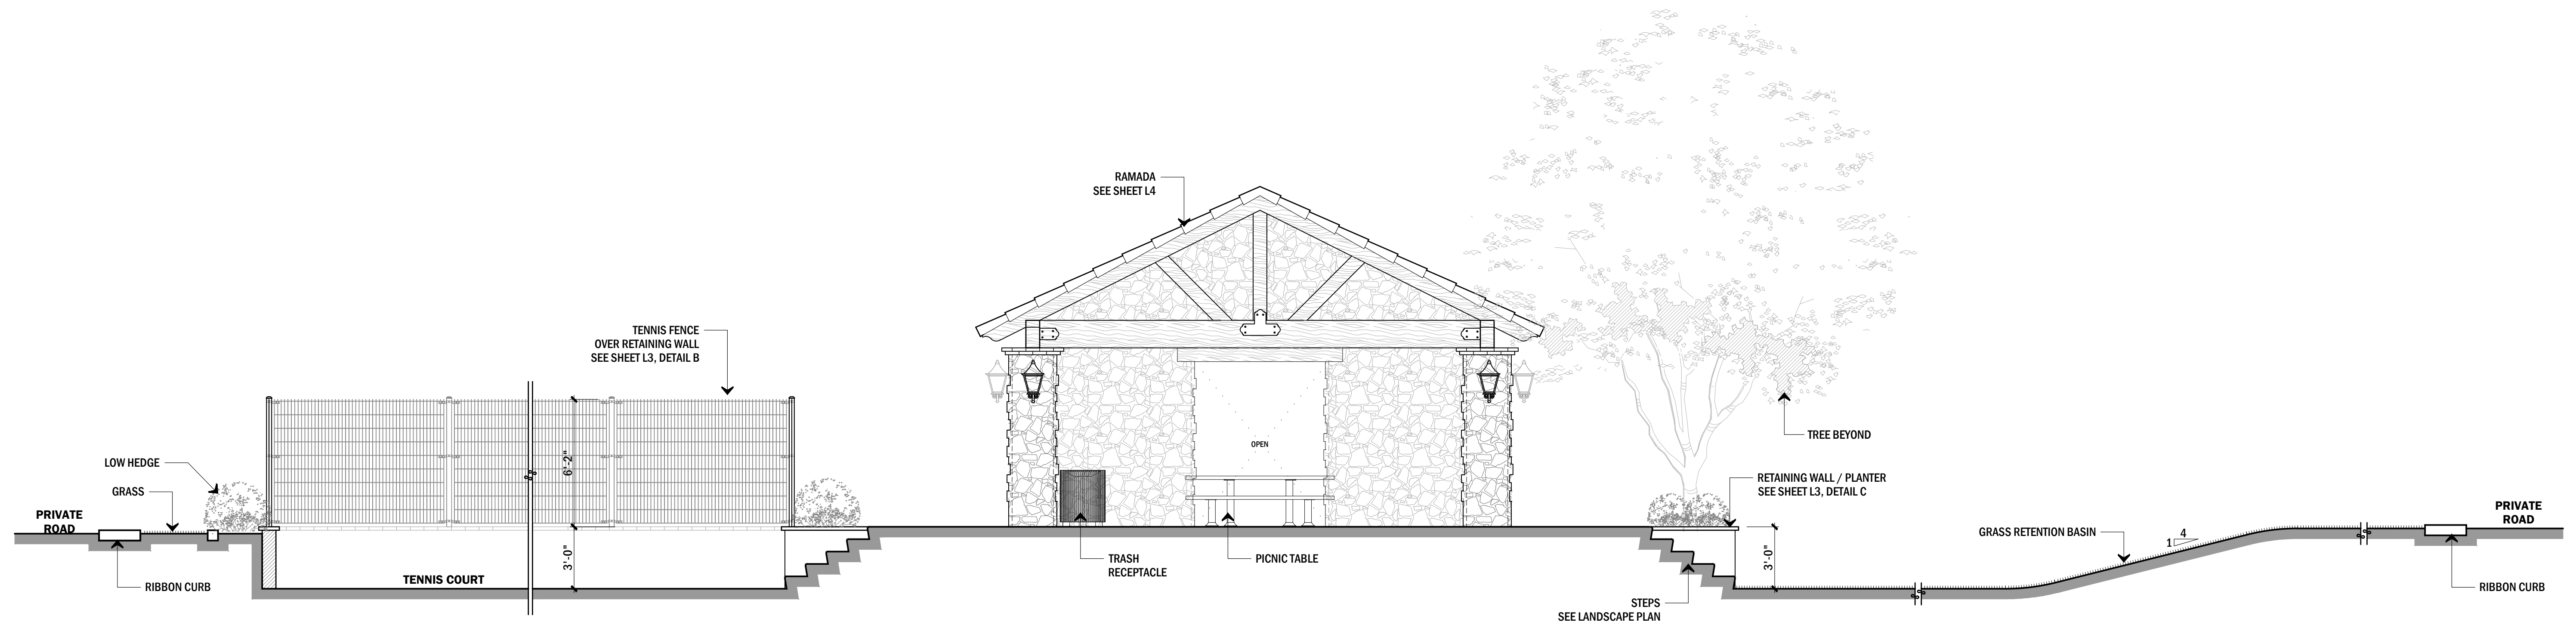 RAMADA
SEE SHEET L4
TENNIS FENCE
OVER RETAINING WALL
SEE SHEET L3, DETAIL B
6'-2"
OPEN
TREE BEYOND
LOW HEDGE
GRASS
PRIVATE
ROAD
RIBBON CURB
TENNIS COURT
3'-0"
TRASH
RECEPTACLE
PICNIC TABLE
RETAINING WALL / PLANTER
SEE SHEET L3, DETAIL C
3'-0"
STEPS
SEE LANDSCAPE PLAN
GRASS RETENTION BASIN
4
1
PRIVATE
ROAD
RIBBON CURB